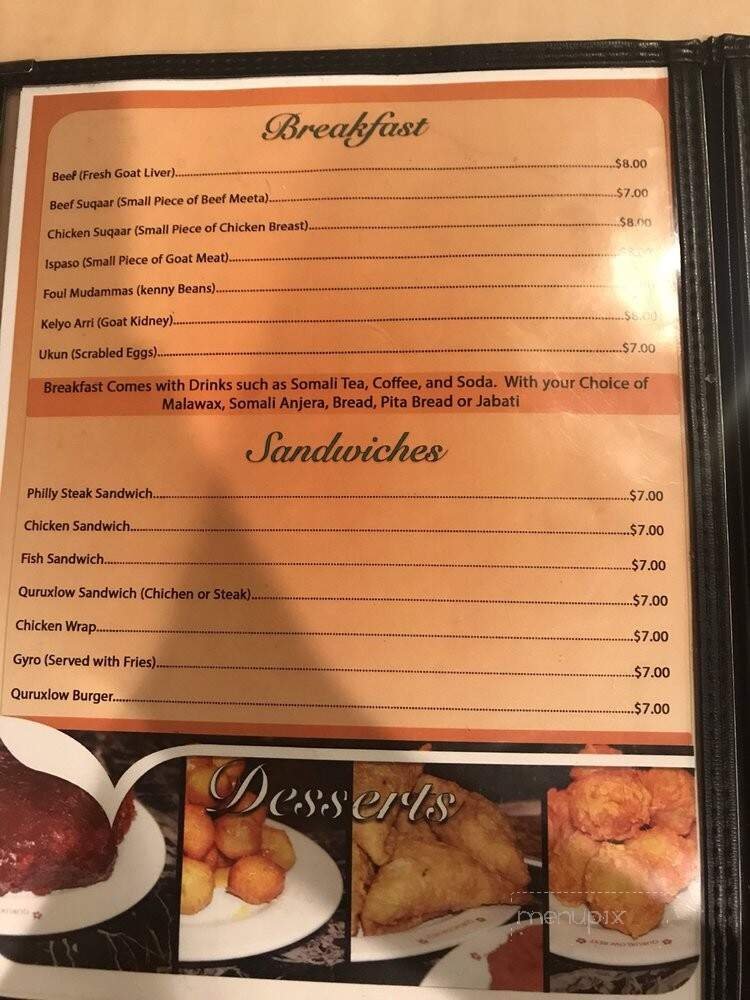 Breakfast
Beef (Fresh Goat Liver)....$8.00
Beef Suqaar (Small Piece of Beef Meeta)....$7.00
Chicken Suqaar (Small Piece of Chicken Breast)....$8.00
Ispaso (Small Piece of Goat Meat)....$8.00
Foul Mudammas (kenny Beans)....
Kelyo Arri (Goat Kidney)....$8.00
Ukun (Scrabled Eggs)....$7.00
Breakfast Comes with Drinks such as Somali Tea, Coffee, and Soda. With your Choice of
Malawax, Somali Anjera, Bread, Pita Bread or Jabati
Sandwiches
Philly Steak Sandwich....$7.00
Chicken Sandwich....$7.00
Fish Sandwich....$7.00
Quruxlow Sandwich (Chichen or Steak)....$7.00
Chicken Wrap....$7.00
Gyro (Served with Fries)....$7.00
Quruxlow Burger....$7.00
Desserts
menupix